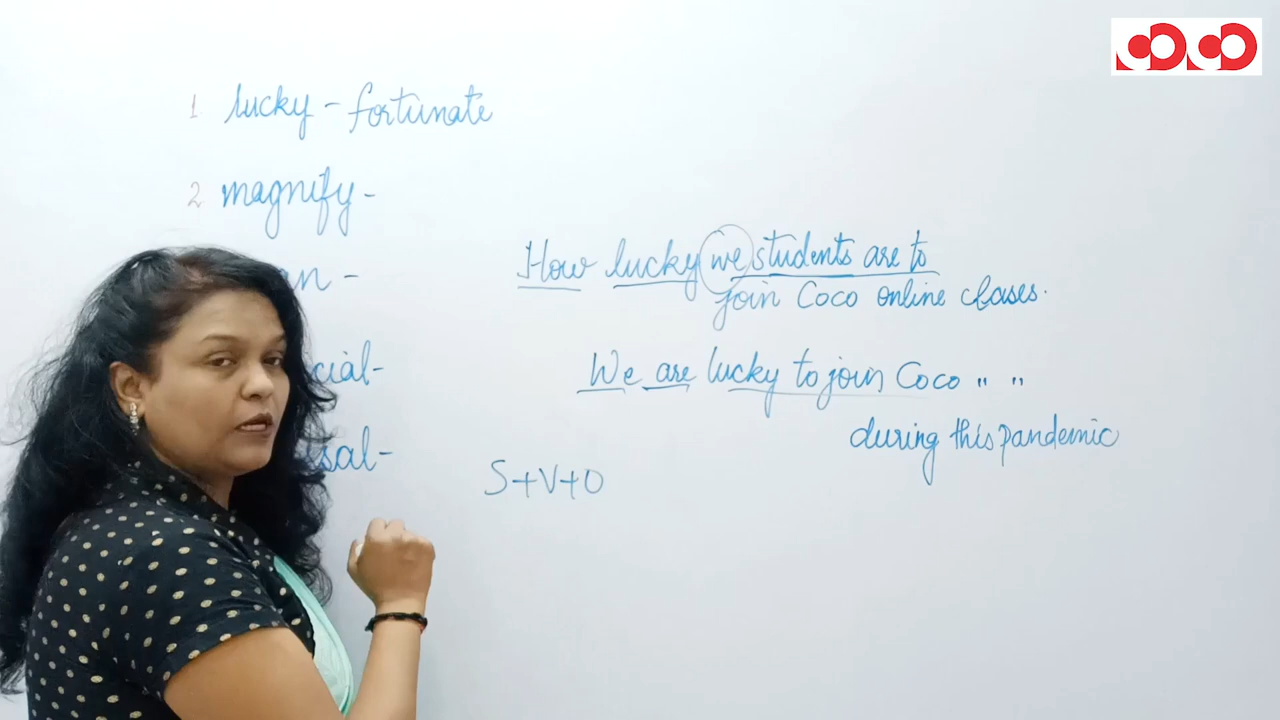 1 lucky - fortunate
2 magnify -
an -
cial-
sal-
How lucky we students are to
join Coco online classes.
We are lucky to join Coco " "
during this pandemic
S+V+O